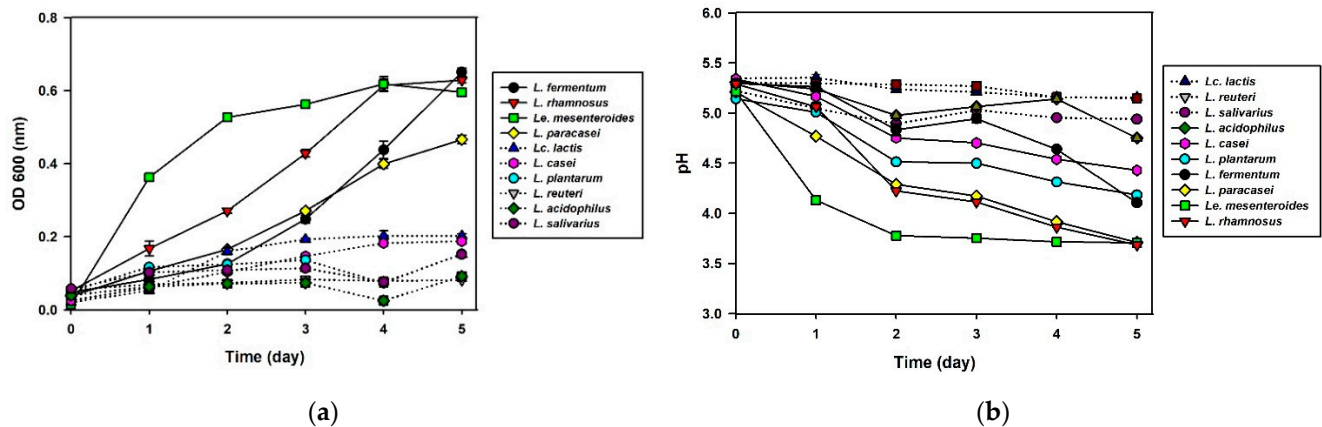 0.8
0.6
0.4
0.2
0.0
OD 600 (nm)
0 1 2 3 4 5
Time (day)
L. fermentum
L. rhamnosus
Le. mesenteroides
L. paracasei
Lc. lactis
L. casei
L. plantarum
L. reuteri
L. acidophilus
L. salivarius
(a)
6.0
5.5
5.0
4.5
4.0
3.5
3.0
pH
0 1 2 3 4 5
Time (day)
Lc. lactis
L. reuteri
L. salivarius
L. acidophilus
L. casei
L. plantarum
L. fermentum
L. paracasei
Le. mesenteroides
L. rhamnosus
(b)